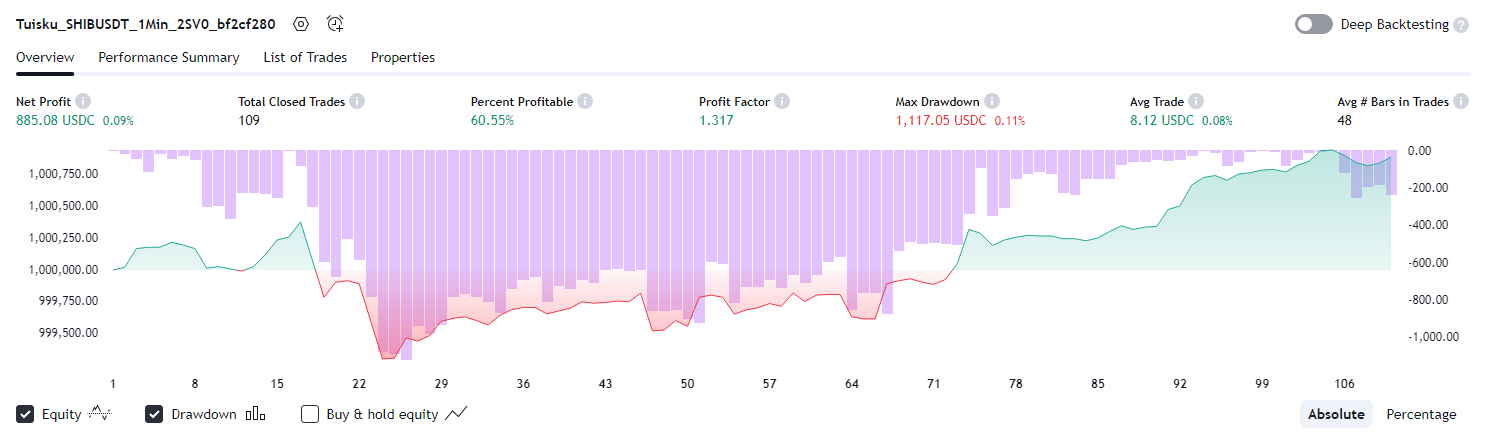 Tuisku_SHIBUSDT_1Min_2SV0_bf2cf280
Deep Backtesting ?
Overview Performance Summary List of Trades Properties
Net Profit i Total Closed Trades i Percent Profitable i Profit Factor i Max Drawdown i Avg Trade i Avg # Bars in Trades i
885.08 USDC 0.09% 109 60.55% 1.317 1,117.05 USDC 0.11% 8.12 USDC 0.08% 48
0.00
1,000,750.00
-200.00
1,000,500.00
-400.00
1,000,250.00
-600.00
1,000,000.00
999,750.00
-800.00
999,500.00
-1,000.00
1 8 15 22 29 36 43 50 57 64 71 78 85 92 99 106
Equity Drawdown Buy & hold equity Absolute Percentage